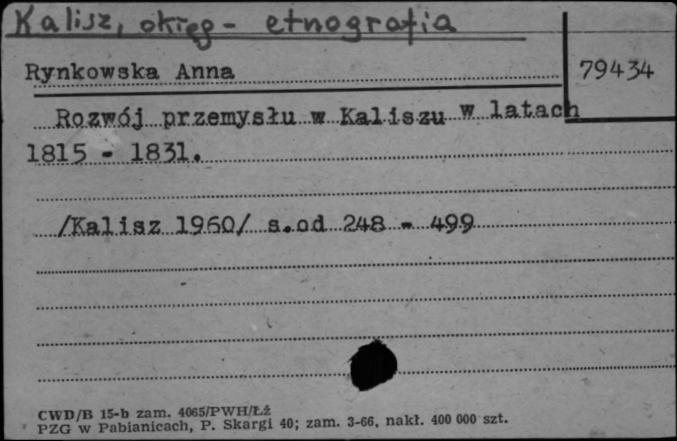 Kalisz, okręg - etnografia
Rynkowska Anna
79434
Rozwój przemysłu w Kaliszu w latach
1815 - 1831.
/Kalisz 1960/ s.od 248 - 499
CWD/B 15-b zam. 4065/PWH/Łż
PZG w Pabianicach, P. Skargi 40; zam. 3-66, nakł. 400 000 szt.